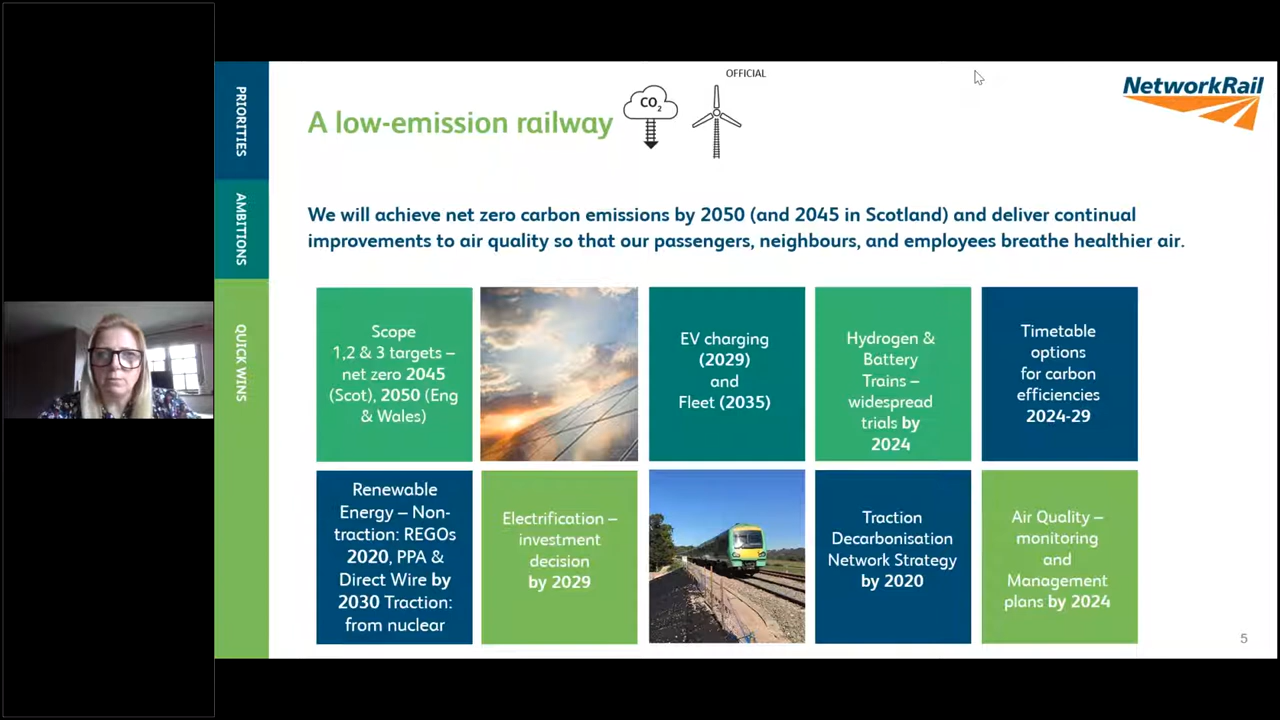 OFFICIAL
NetworkRail
PRIORITIES
AMBITIONS
QUICK WINS
A low-emission railway
CO2
We will achieve net zero carbon emissions by 2050 (and 2045 in Scotland) and deliver continual
improvements to air quality so that our passengers, neighbours, and employees breathe healthier air.
Scope
1,2 & 3 targets –
net zero 2045
(Scot), 2050 (Eng
& Wales)
EV charging
(2029)
and
Fleet (2035)
Hydrogen &
Battery
Trains –
widespread
trials by
2024
Timetable
options
for carbon
efficiencies
2024-29
Renewable
Energy – Non-
traction: REGOs
2020, PPA &
Direct Wire by
2030 Traction:
from nuclear
Electrification –
investment
decision
by 2029
Traction
Decarbonisation
Network Strategy
by 2020
Air Quality –
monitoring
and
Management
plans by 2024
5